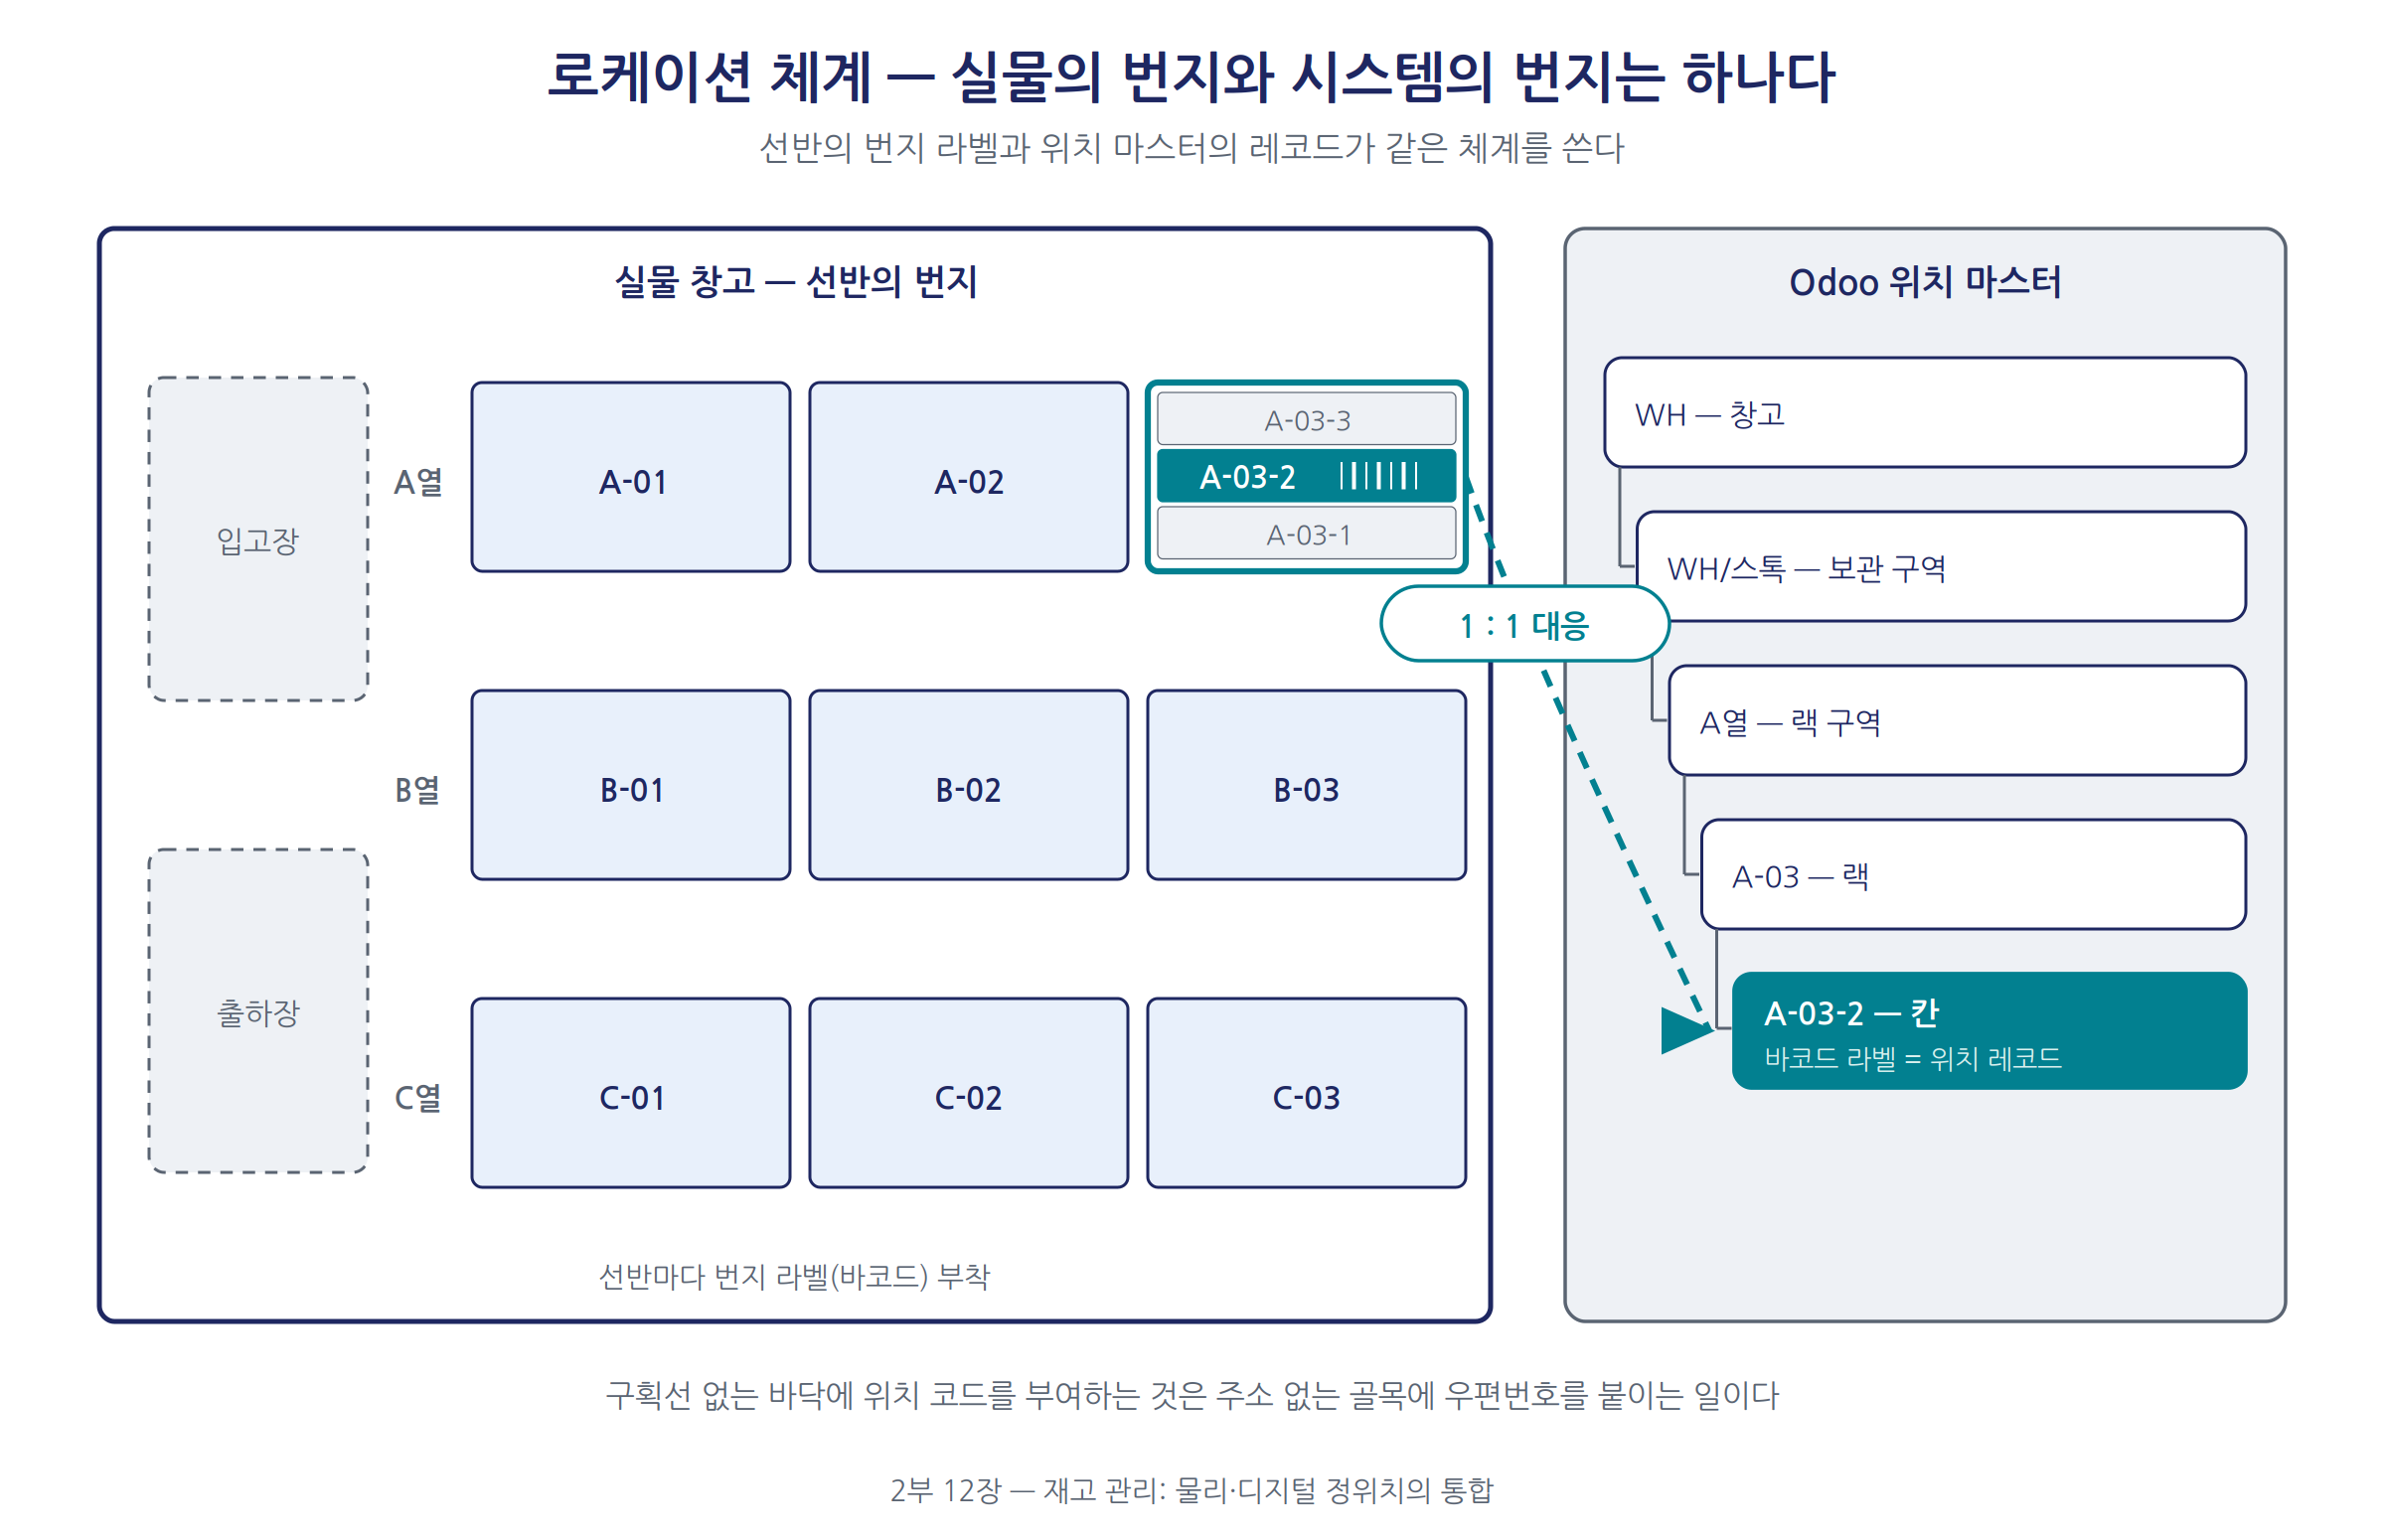 로케이션 체계 — 실물의 번지와 시스템의 번지는 하나다
선반의 번지 라벨과 위치 마스터의 레코드가 같은 체계를 쓴다
실물 창고 — 선반의 번지
입고장
출하장
A열
A-01
A-02
A-03-3
A-03-2
A-03-1
B열
B-01
B-02
B-03
C열
C-01
C-02
C-03
선반마다 번지 라벨(바코드) 부착
1 : 1 대응
Odoo 위치 마스터
WH — 창고
WH/스톡 — 보관 구역
A열 — 랙 구역
A-03 — 랙
A-03-2 — 칸
바코드 라벨 = 위치 레코드
구획선 없는 바닥에 위치 코드를 부여하는 것은 주소 없는 골목에 우편번호를 붙이는 일이다
2부 12장 — 재고 관리: 물리·디지털 정위치의 통합